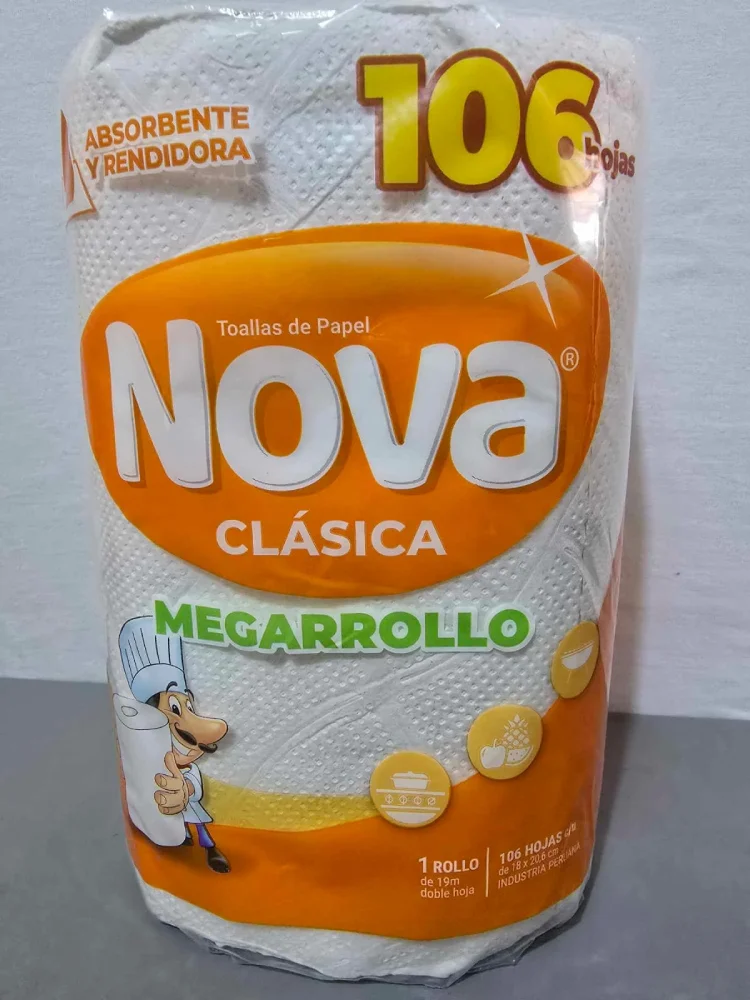 106
hojas
ABSORBENTE
Y RENDIDORA
Toallas de Papel
Nova®
CLÁSICA
MEGARROLLO
1 ROLLO
de 19m
doble hoja
106 HOJAS c/u
de 18 x 20,6 cm
INDUSTRIA PERUANA